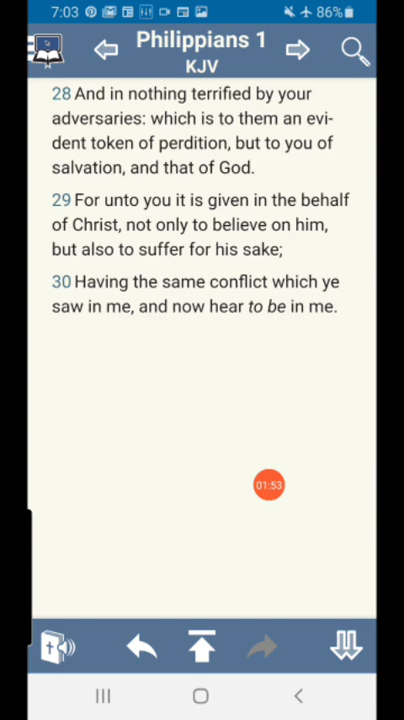 7:03 86%
Philippians 1
KJV
28 And in nothing terrified by your
adversaries: which is to them an evi-
dent token of perdition, but to you of
salvation, and that of God.
29 For unto you it is given in the behalf
of Christ, not only to believe on him,
but also to suffer for his sake;
30 Having the same conflict which ye
saw in me, and now hear to be in me.
01:53